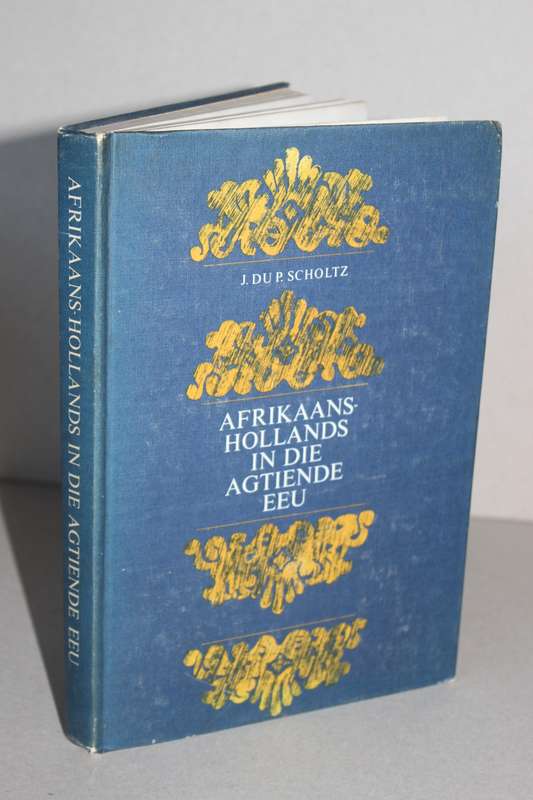 AFRIKAANS-HOLLANDS IN DIE AGTIENDE EEU
J. DU P. SCHOLTZ
AFRIKAANS-
HOLLANDS
IN DIE
AGTIENDE
EEU